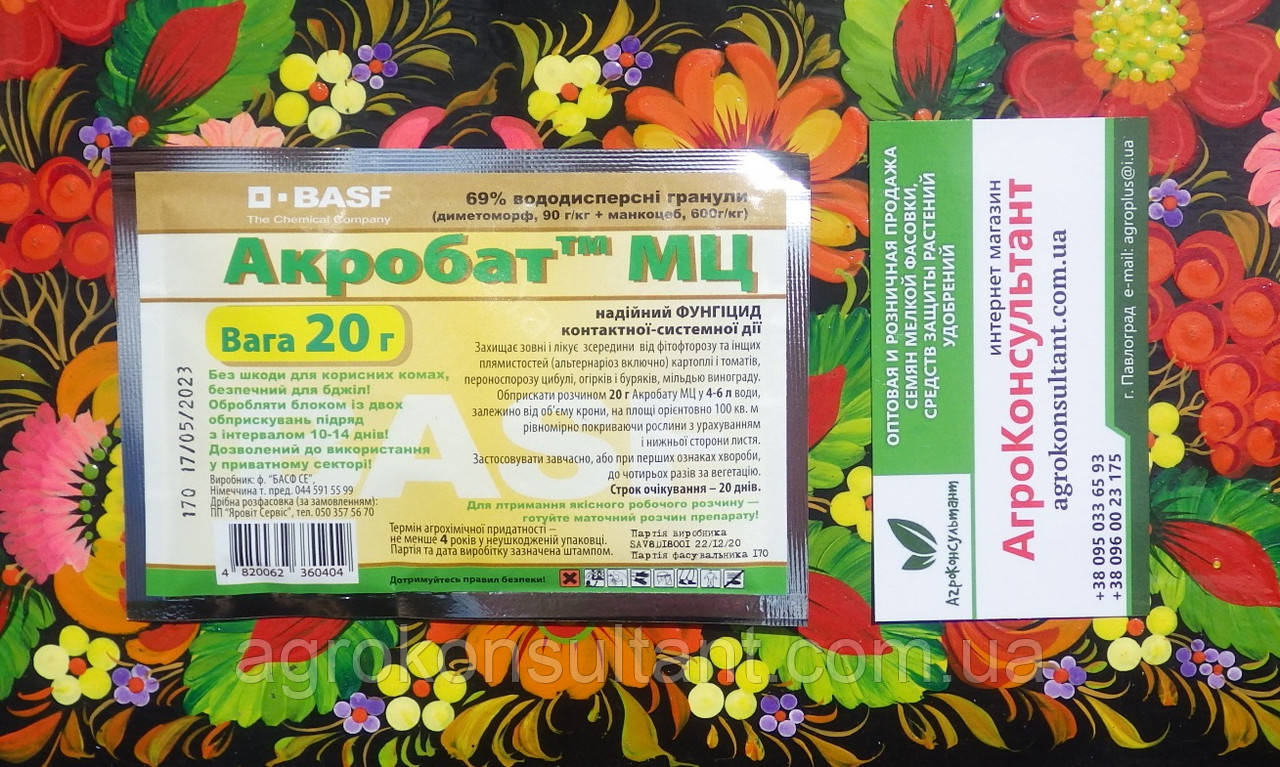 BASF
The Chemical Company
69% вододисперсні гранули
(диметоморф, 90 г/кг + манкоцеб, 600г/кг)
Акробат™ МЦ
Вага 20 г
надійний ФУНГІЦИД
контактної-системної дії
Без шкоди для корисних комах,
безпечний для бджіл!
Обробляти блоком із двох
обприскувань підряд
з інтервалом 10-14 днів!
Дозволений до використання
у приватному секторі!
Виробник: ф. "БАСФ СЕ",
Німеччина т. пред. 044 591 55 99
Дрібна розфасовка (за замовленням):
ПП "Яровіт Сервіс", тел. 050 357 56 70
Захищає зовні і лікує зсередини від фітофторозу та інших
плямистостей (альтернаріоз включно) картоплі і томатів,
пероноспорозу цибулі, огірків і буряків, мільдью винограду.
Обприскати розчином 20 г Акробату МЦ у 4-6 л води,
залежно від об'єму крони, на площі орієнтовно 100 кв. м
рівномірно покриваючи рослини з урахуванням
і нижньої сторони листя.
Застосовувати завчасно, або при перших ознаках хвороби,
до чотирьох разів за вегетацію.
Строк очікування – 20 днів.
Для лтримання якісного робочого розчину –
готуйте маточний розчин препарату!
AS
170 17/05/2023
4 820062 360404
Термін агрохімічної придатності –
не менше 4 років у неушкодженій упаковці.
Партія та дата виробітку зазначена штампом.
Партія виробника
SAV8DIB00I 22/12/20
Партія фасувальника I70
Дотримуйтесь правил безпеки!
ОПТОВАЯ И РОЗНИЧНАЯ ПРОДАЖА
СЕМЯН МЕЛКОЙ ФАСОВКИ,
СРЕДСТВ ЗАЩИТЫ РАСТЕНИЙ
УДОБРЕНИЙ
АгроКонсультант
интернет магазин
АгроКонсультант
agrokonsultant.com.ua
+38 095 033 65 93
+38 096 00 23 175
г. Павлоград e-mail: agroplus@i.ua
agrokonsultant.com.ua